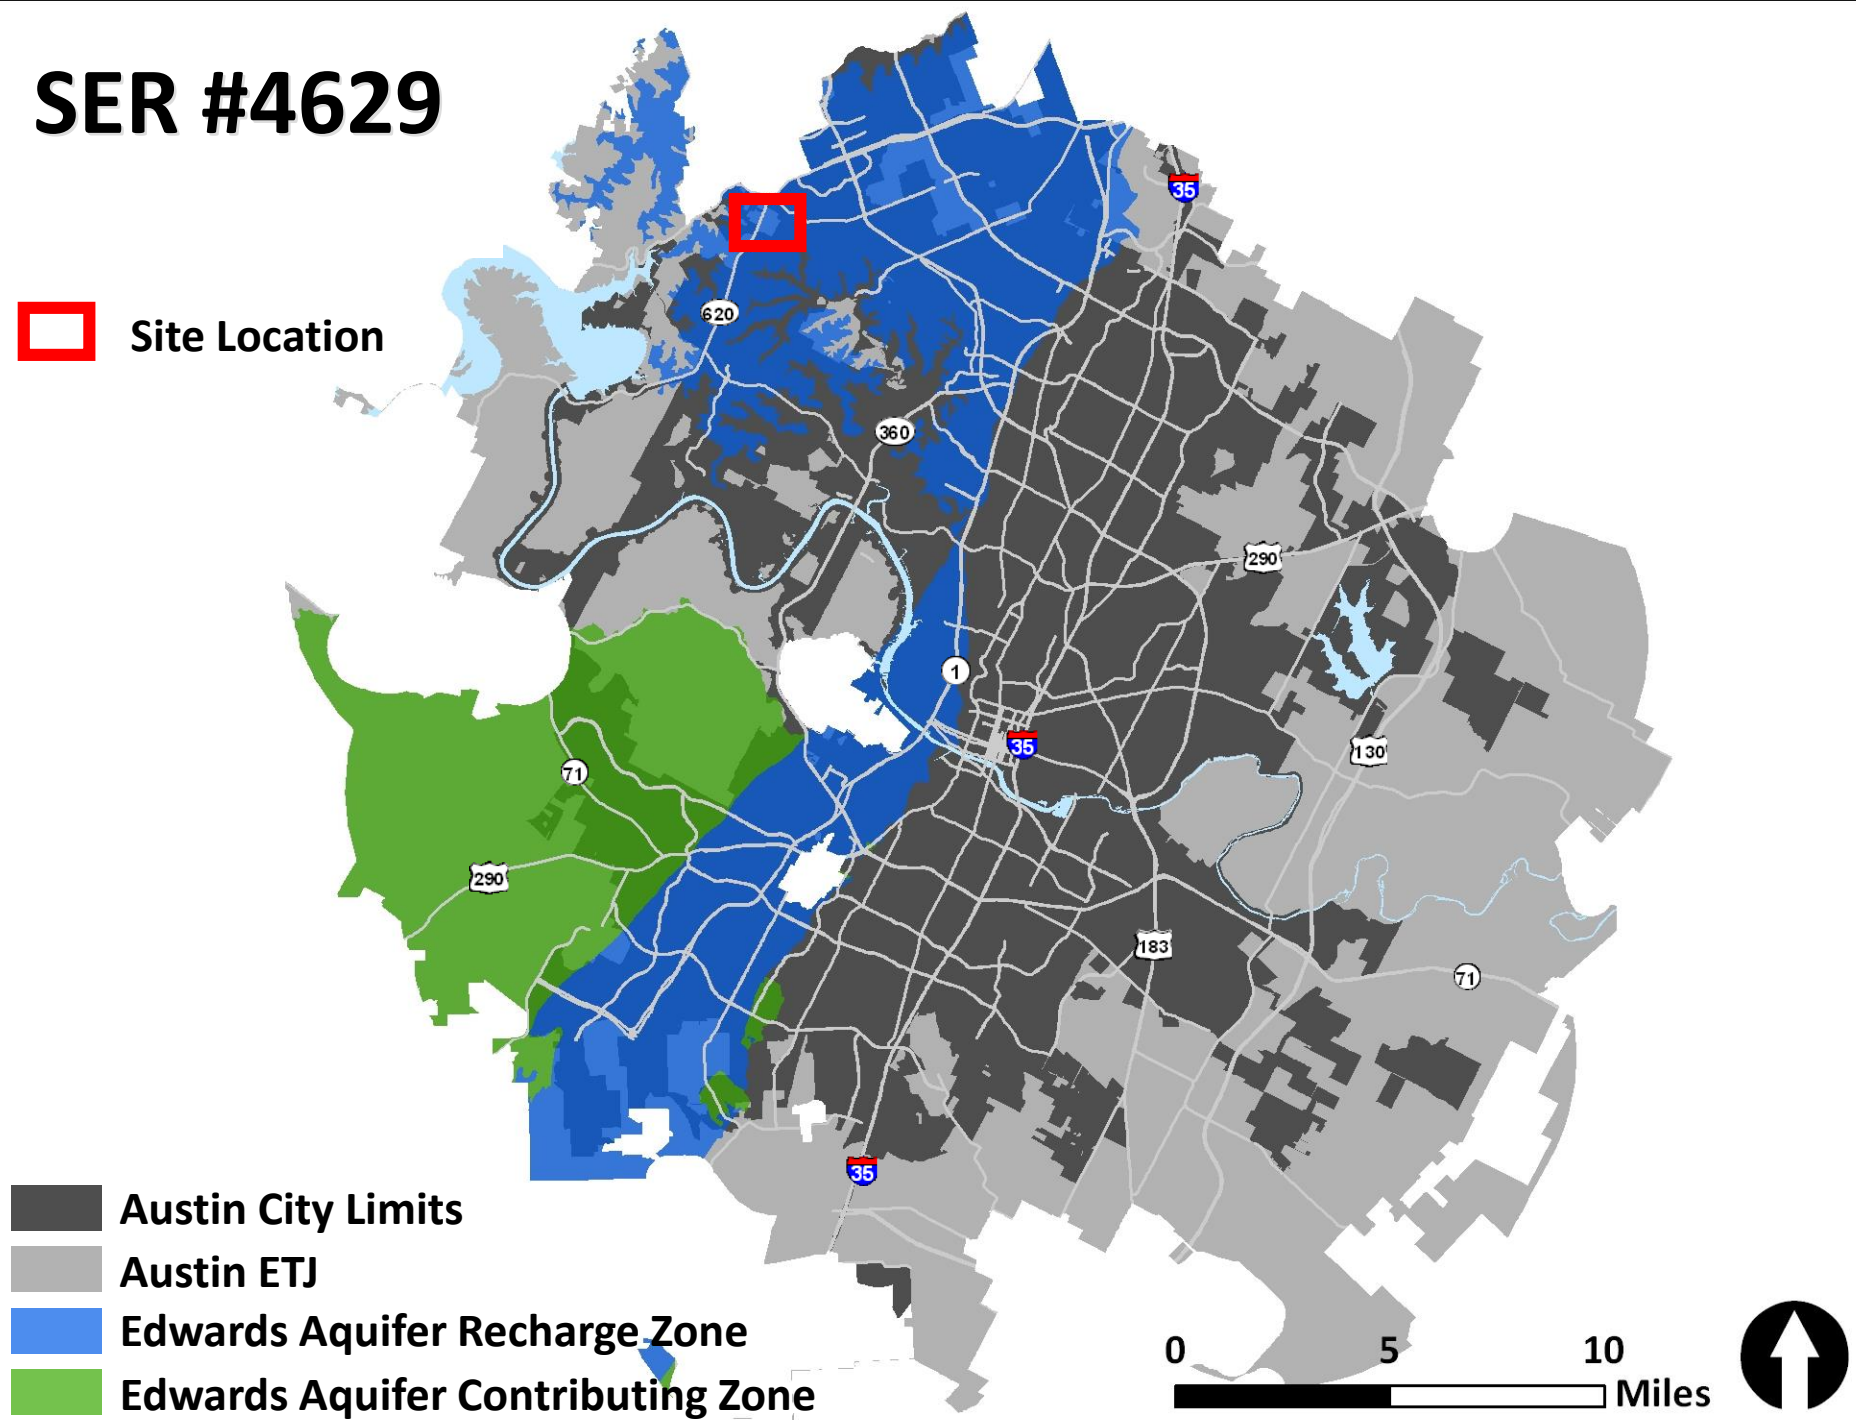 SER #4629
35
Site Location
620
360
290
1
35
130
71
290
183
71
35
Austin City Limits
Austin ETJ
Edwards Aquifer Recharge Zone
Edwards Aquifer Contributing Zone
0 5 10
Miles